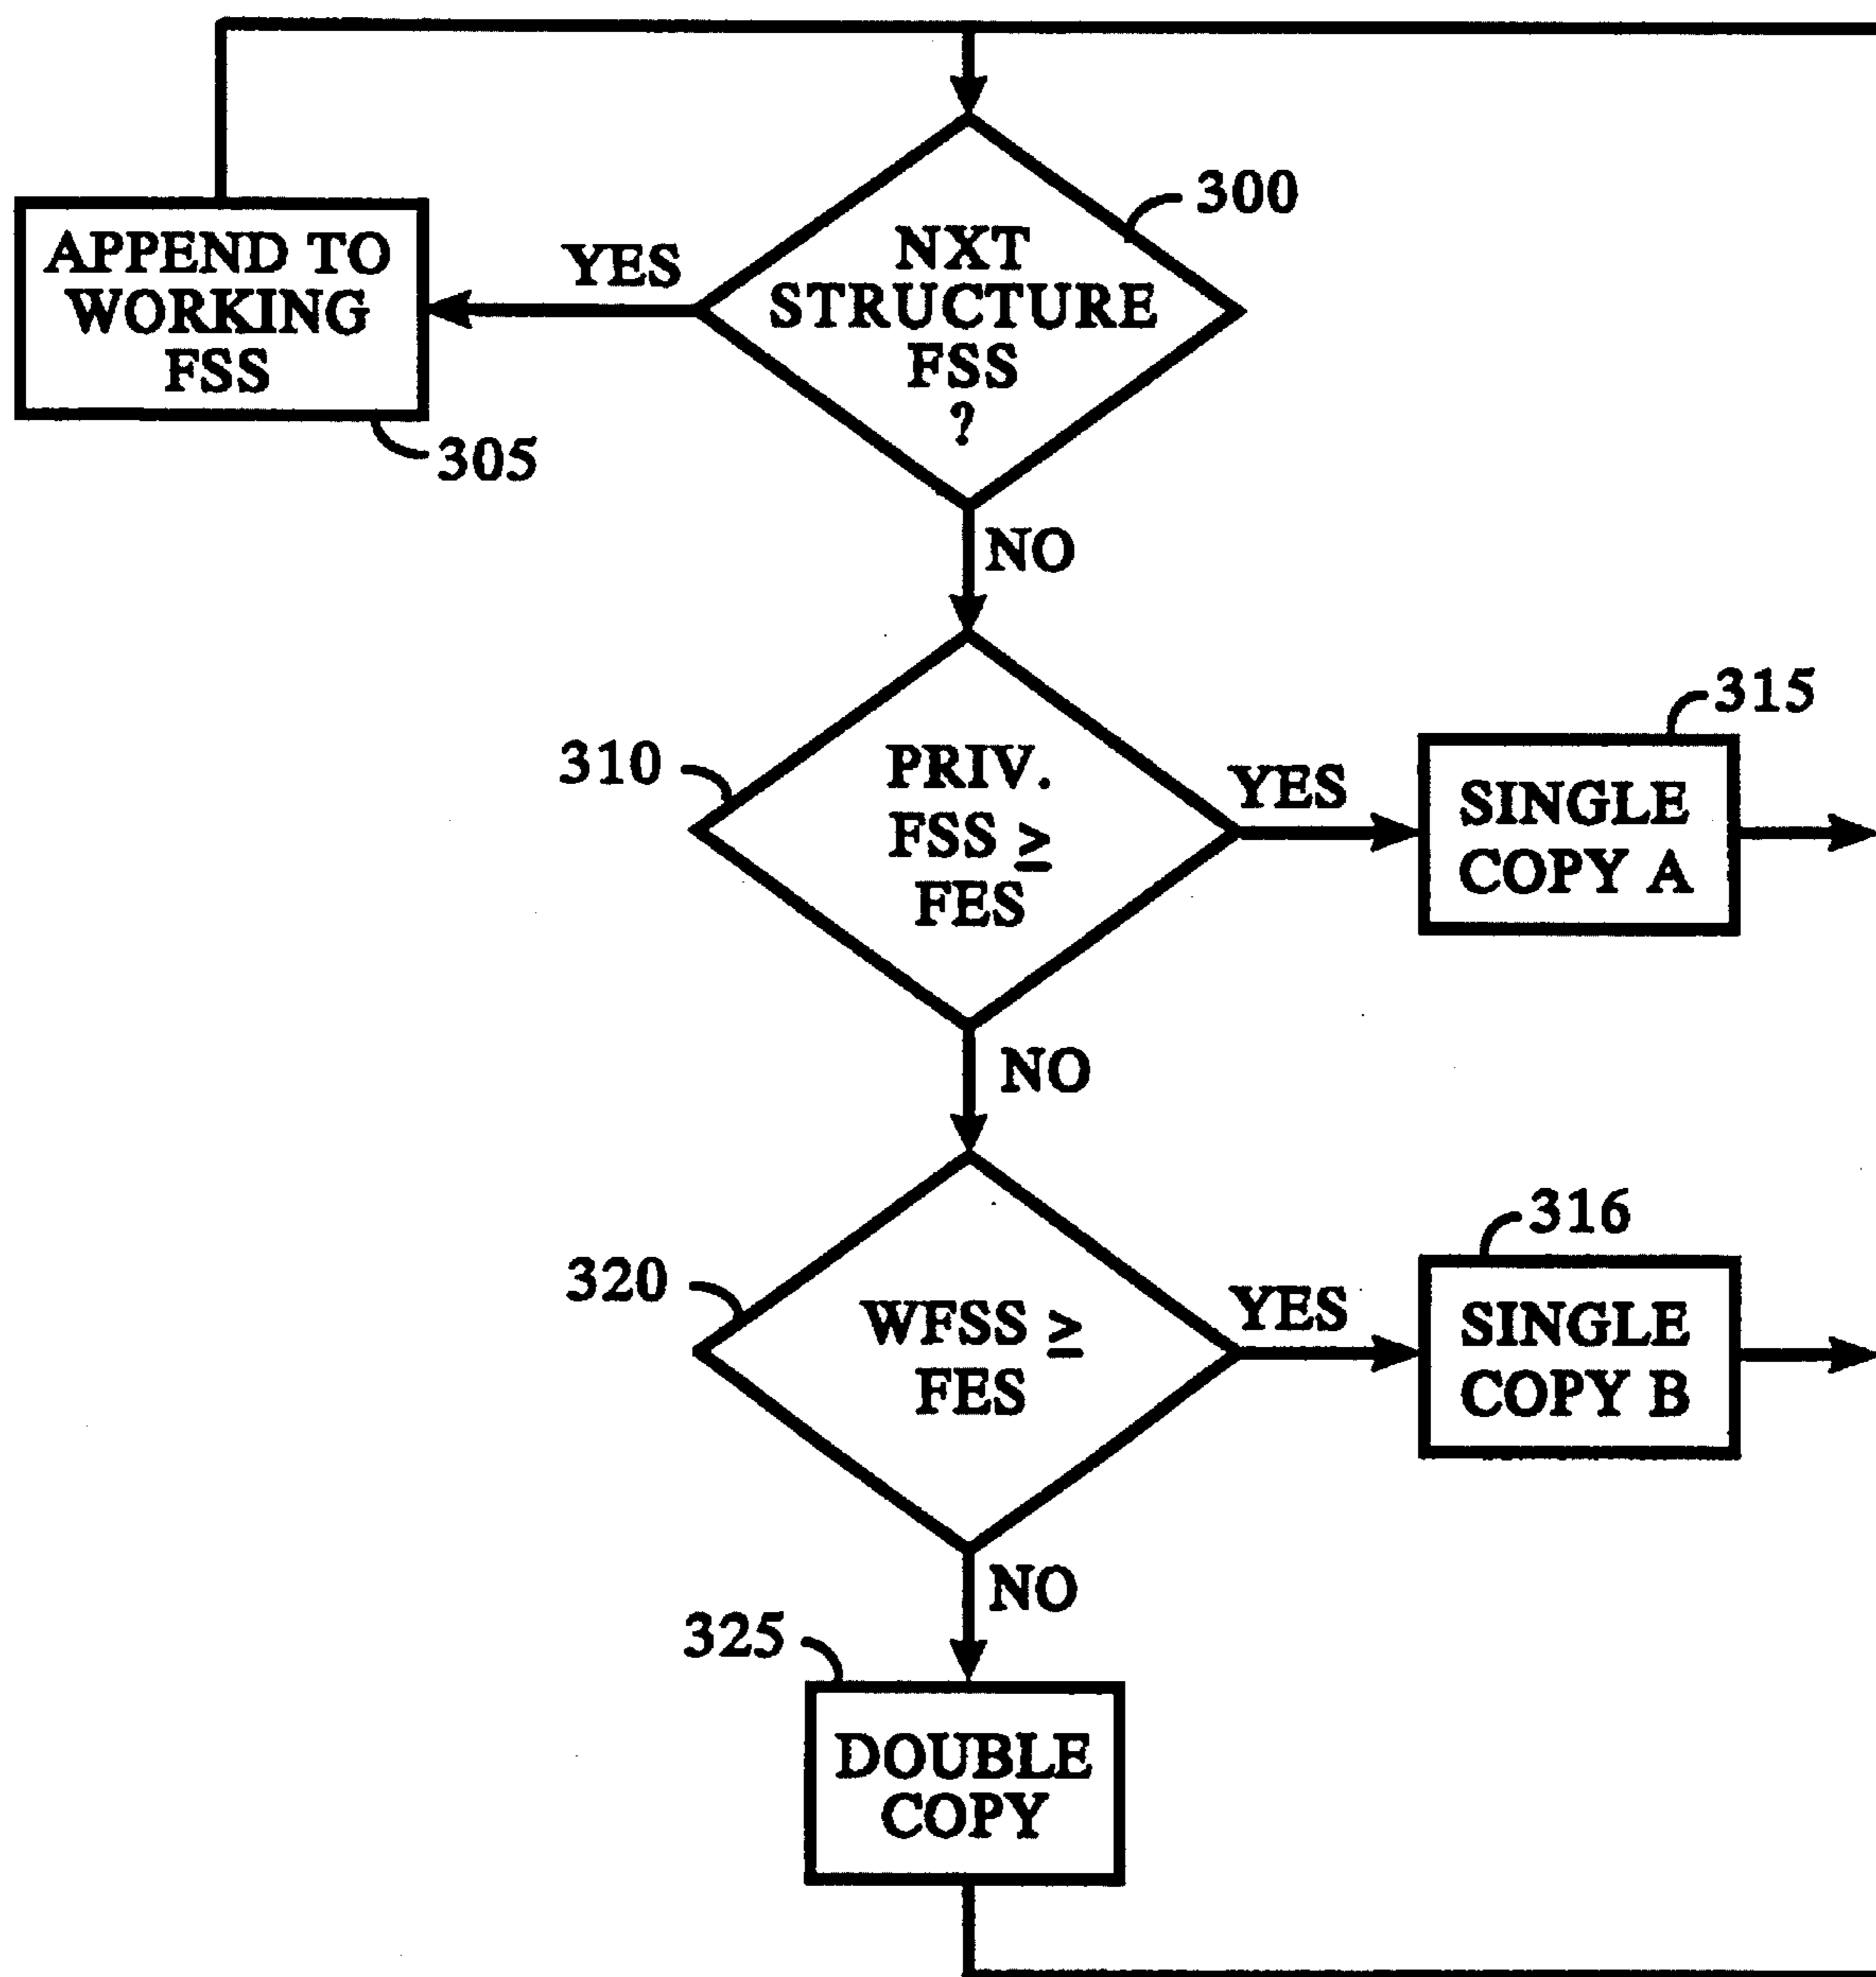 300
NXT
STRUCTURE
FSS
?
YES
APPEND TO
WORKING
FSS
305
NO
310
PRIV.
FSS ≥
FES
YES
315
SINGLE
COPY A
NO
320
WFSS ≥
FES
YES
316
SINGLE
COPY B
NO
325
DOUBLE
COPY